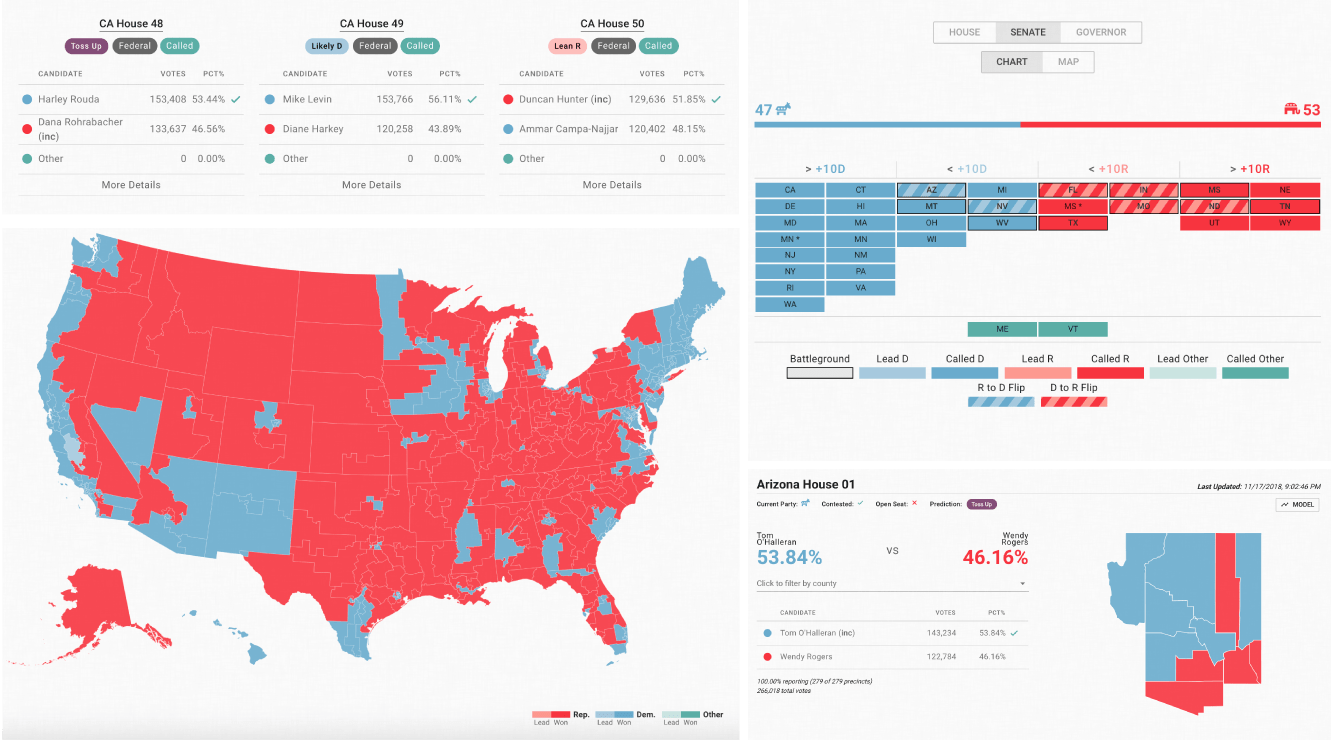 CA House 48
Toss Up Federal Called
CANDIDATE VOTES PCT%
Harley Rouda 153,408 53.44%
Dana Rohrabacher
(inc) 133,637 46.56%
Other 0 0.00%
More Details
CA House 49
Likely D Federal Called
CANDIDATE VOTES PCT%
Mike Levin 153,766 56.11%
Diane Harkey 120,258 43.89%
Other 0 0.00%
More Details
CA House 50
Lean R Federal Called
CANDIDATE VOTES PCT%
Duncan Hunter (inc) 129,636 51.85%
Ammar Campa-Najjar 120,402 48.15%
Other 0 0.00%
More Details
Rep. Dem. Other
Lead Won Lead Won Lead Won
HOUSE SENATE GOVERNOR
CHART MAP
47 53
> +10D < +10D < +10R > +10R
CA CT AZ MI FL IN MS NE
DE HI MT NV MS * MO ND TN
MD MA OH WV TX UT WY
MN * MN WI
NJ NM
NY PA
RI VA
WA
ME VT
Battleground Lead D Called D Lead R Called R Lead Other Called Other
R to D Flip D to R Flip
Arizona House 01
Last Updated: 11/17/2018, 9:02:46 PM
Current Party: Contested: Open Seat: Prediction: Toss Up
MODEL
Tom
O'Halleran
53.84%
VS
Wendy
Rogers
46.16%
Click to filter by county
CANDIDATE VOTES PCT%
Tom O'Halleran (inc) 143,234 53.84%
Wendy Rogers 122,784 46.16%
100.00% reporting (279 of 279 precincts)
266,018 total votes